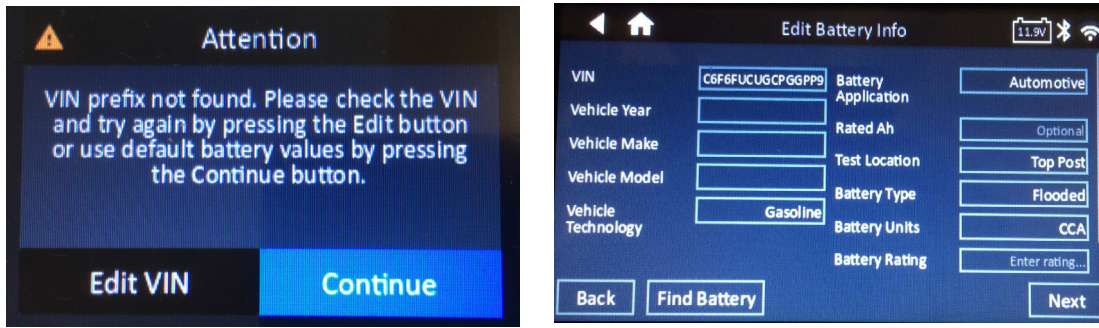 Attention
VIN prefix not found. Please check the VIN
and try again by pressing the Edit button
or use default battery values by pressing
the Continue button.
Edit VIN
Continue
Edit Battery Info
11.9V
VIN
C6F6FUCUGCPGGPP9
Vehicle Year
Vehicle Make
Vehicle Model
Vehicle
Technology
Gasoline
Battery
Application
Automotive
Rated Ah
Optional
Test Location
Top Post
Battery Type
Flooded
Battery Units
CCA
Battery Rating
Enter rating...
Back
Find Battery
Next